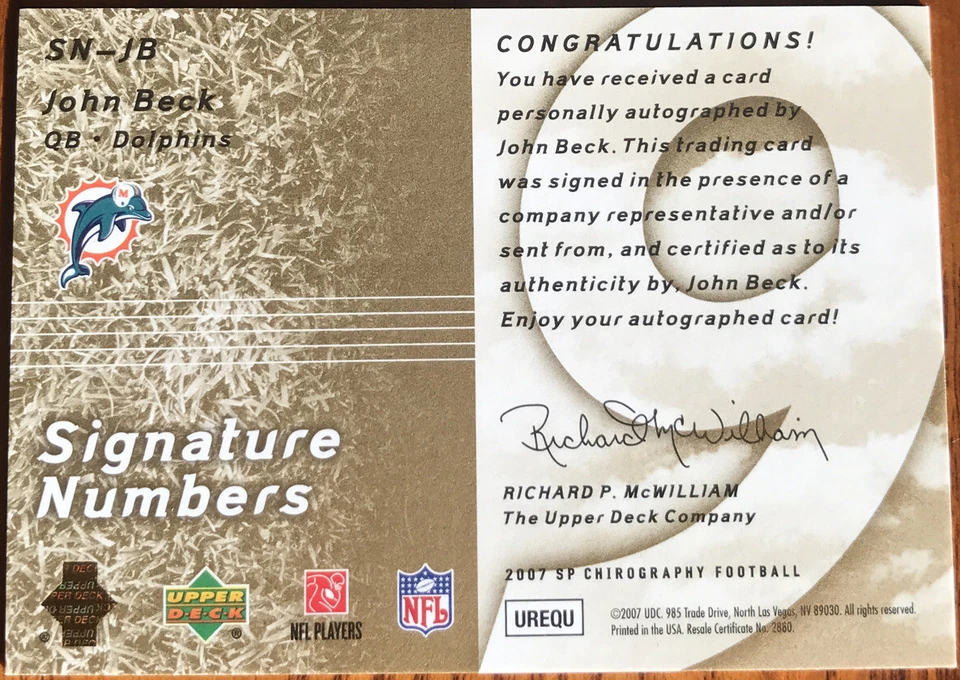 SN-JB
John Beck
QB • Dolphins
M
Signature
Numbers
UPPER
D·E·C·K
®
®
NFL PLAYERS
NFL
CONGRATULATIONS!
You have received a card
personally autographed by
John Beck. This trading card
was signed in the presence of a
company representative and/or
sent from, and certified as to its
authenticity by, John Beck.
Enjoy your autographed card!
Richard McWilliam
RICHARD P. McWILLIAM
The Upper Deck Company
2007 SP CHIROGRAPHY FOOTBALL
UREQU
©2007 UDC. 985 Trade Drive, North Las Vegas, NV 89030. All rights reserved.
Printed in the USA. Resale Certificate No. 2880.